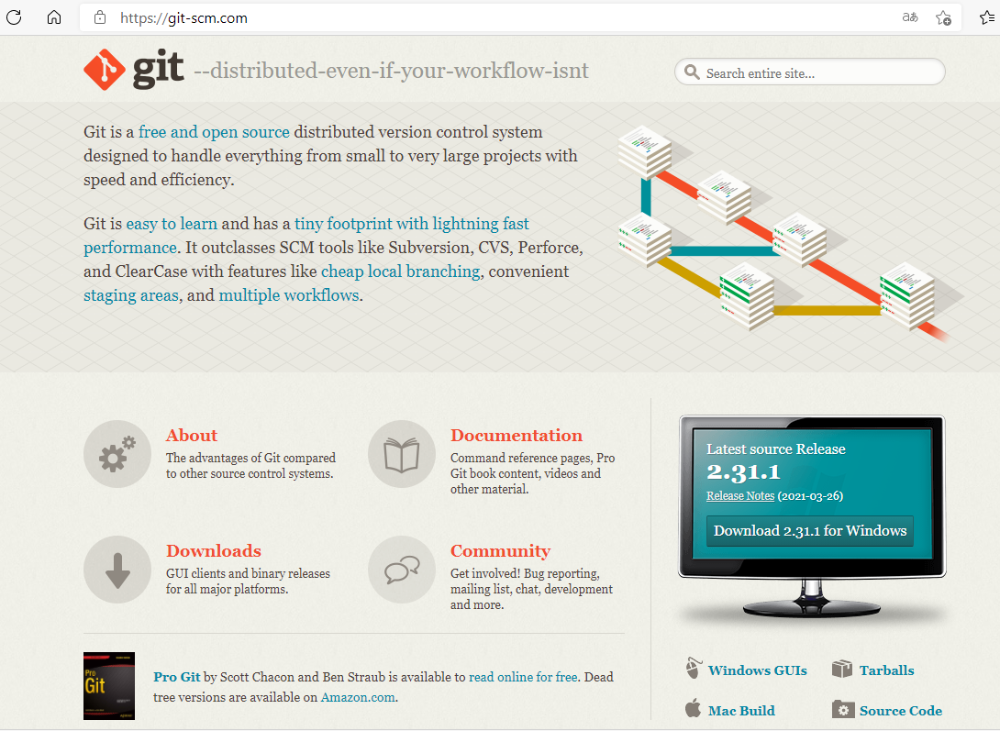 https://git-scm.com
aあ
git --distributed-even-if-your-workflow-isnt
Search entire site...
Git is a free and open source distributed version control system
designed to handle everything from small to very large projects with
speed and efficiency.
Git is easy to learn and has a tiny footprint with lightning fast
performance. It outclasses SCM tools like Subversion, CVS, Perforce,
and ClearCase with features like cheap local branching, convenient
staging areas, and multiple workflows.
About
The advantages of Git compared
to other source control systems.
Documentation
Command reference pages, Pro
Git book content, videos and
other material.
Downloads
GUI clients and binary releases
for all major platforms.
Community
Get involved! Bug reporting,
mailing list, chat, development
and more.
Pro
Git
Pro Git by Scott Chacon and Ben Straub is available to read online for free. Dead
tree versions are available on Amazon.com.
Latest source Release
2.31.1
Release Notes (2021-03-26)
Download 2.31.1 for Windows
Windows GUIs
Tarballs
Mac Build
Source Code